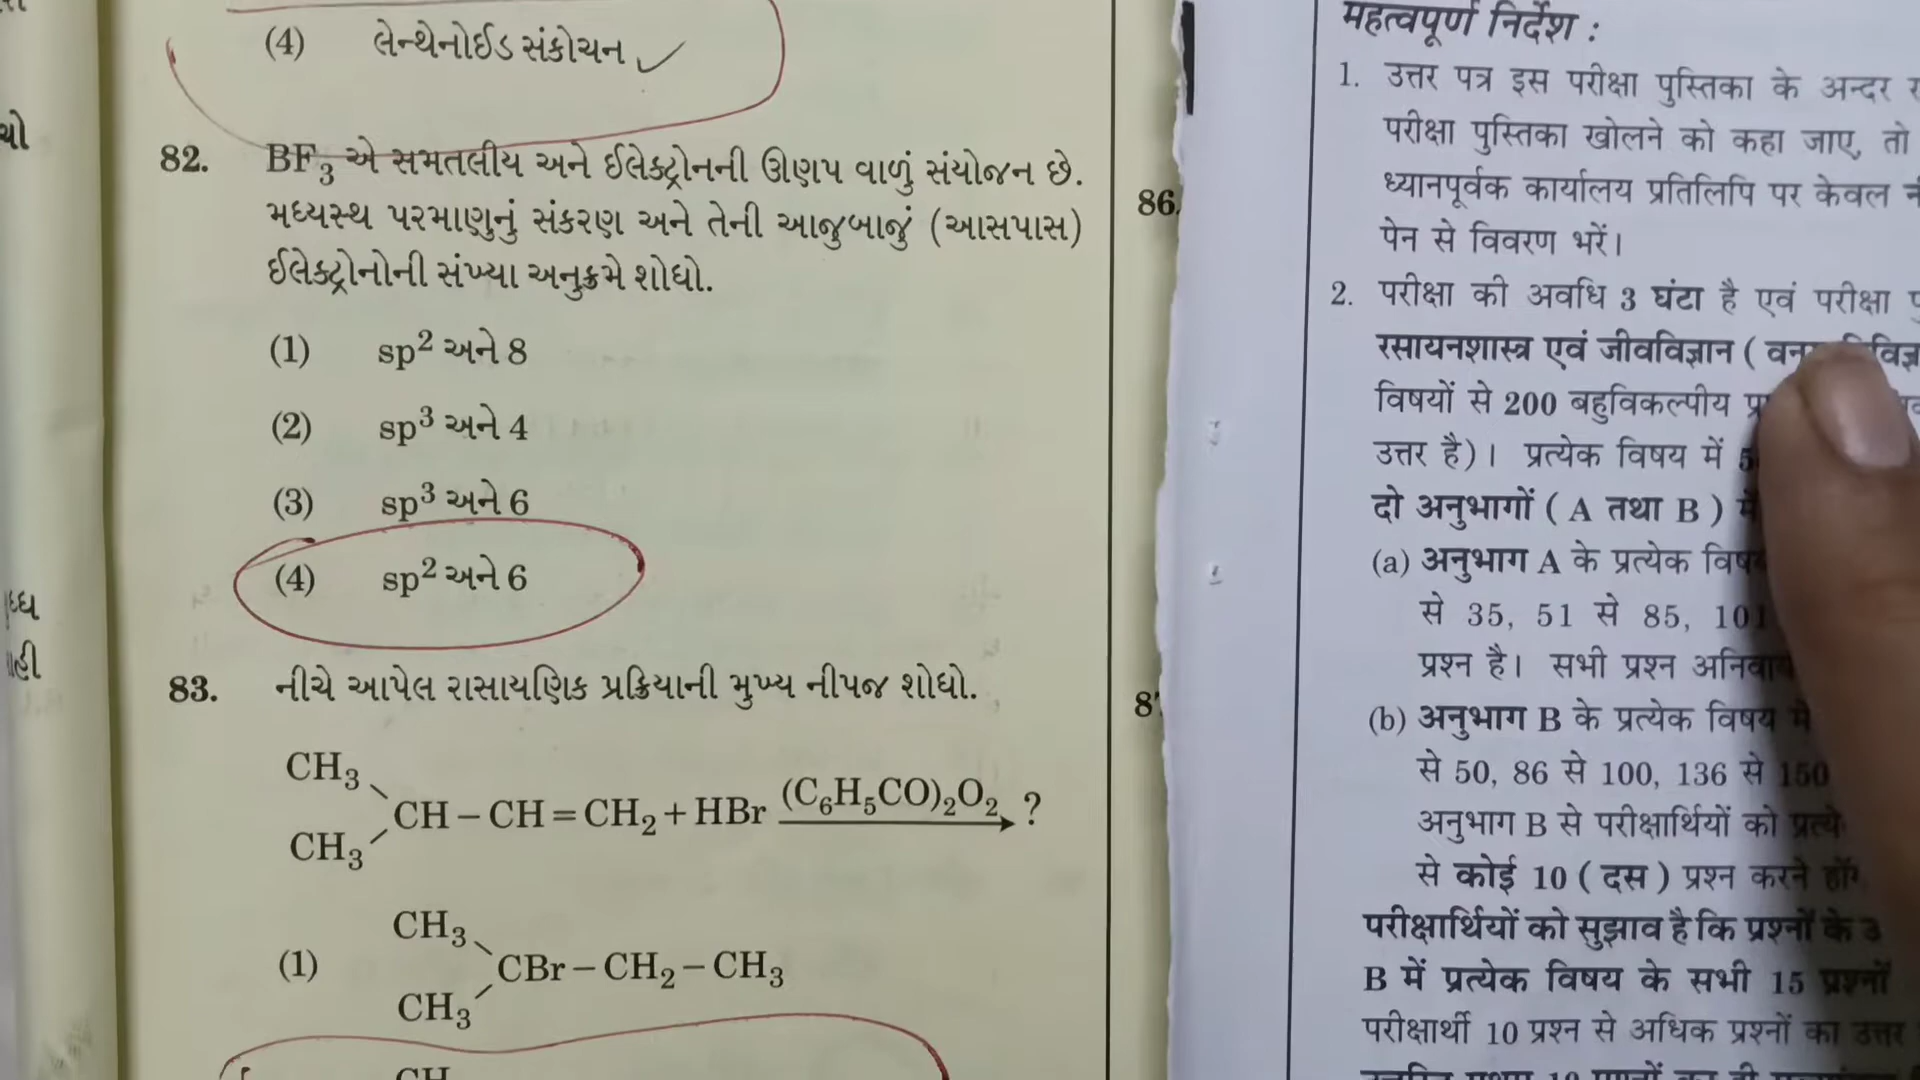 (4) લેન્થેનોઈડ સંકોચન
82. BF₃ એ સમતલીય અને ઈલેક્ટ્રોનની ઊણપ વાળું સંયોજન છે.
મધ્યસ્થ પરમાણુનું સંકરણ અને તેની આજુબાજું (આસપાસ)
ઈલેક્ટ્રોનોની સંખ્યા અનુક્રમે શોધો.
(1) sp² અને 8
(2) sp³ અને 4
(3) sp³ અને 6
(4) sp² અને 6
83. નીચે આપેલ રાસાયણિક પ્રક્રિયાની મુખ્ય નીપજ શોધો.
CH₃
CH – CH = CH₂ + HBr (C₆H₅CO)₂O₂ → ?
CH₃
CH₃
(1) CBr – CH₂ – CH₃
CH₃
86.
महत्वपूर्ण निर्देश :
1. उत्तर पत्र इस परीक्षा पुस्तिका के अन्दर
परीक्षा पुस्तिका खोलने को कहा जाए, तो
ध्यानपूर्वक कार्यालय प्रतिलिपि पर केवल
पेन से विवरण भरें।
2. परीक्षा की अवधि 3 घंटा है एवं परीक्षा
रसायनशास्त्र एवं जीवविज्ञान (
विषयों से 200 बहुविकल्पीय
उत्तर है)। प्रत्येक विषय में
दो अनुभागों ( A तथा B ) में
(a) अनुभाग A के प्रत्येक
से 35, 51 से 85, 101
प्रश्न है। सभी प्रश्न
(b) अनुभाग B के प्रत्येक विषय में
से 50, 86 से 100, 136 से 150
अनुभाग B से परीक्षार्थियों को
से कोई 10 ( दस ) प्रश्न करने
परीक्षार्थियों को सुझाव है कि प्रश्नों के
B में प्रत्येक विषय के सभी 15 प्रश्नों
परीक्षार्थी 10 प्रश्न से अधिक प्रश्नों का उत्तर